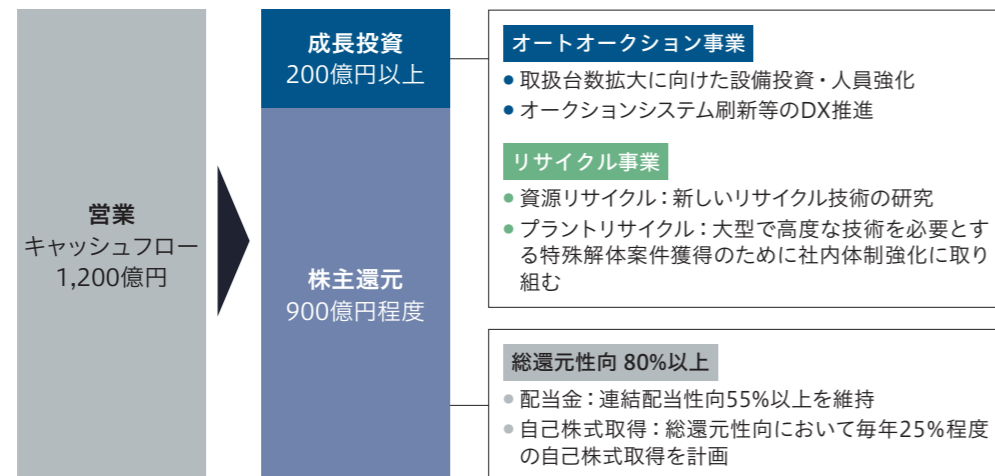 営業
キャッシュフロー
1,200億円
成長投資
200億円以上
株主還元
900億円程度
オートオークション事業
●取扱台数拡大に向けた設備投資・人員強化
●オークションシステム刷新等のDX推進
リサイクル事業
●資源リサイクル：新しいリサイクル技術の研究
●プラントリサイクル：大型で高度な技術を必要とす
る特殊解体案件獲得のために社内体制強化に取り
組む
総還元性向 80%以上
●配当金：連結配当性向55%以上を維持
●自己株式取得：総還元性向において毎年25%程度
の自己株式取得を計画